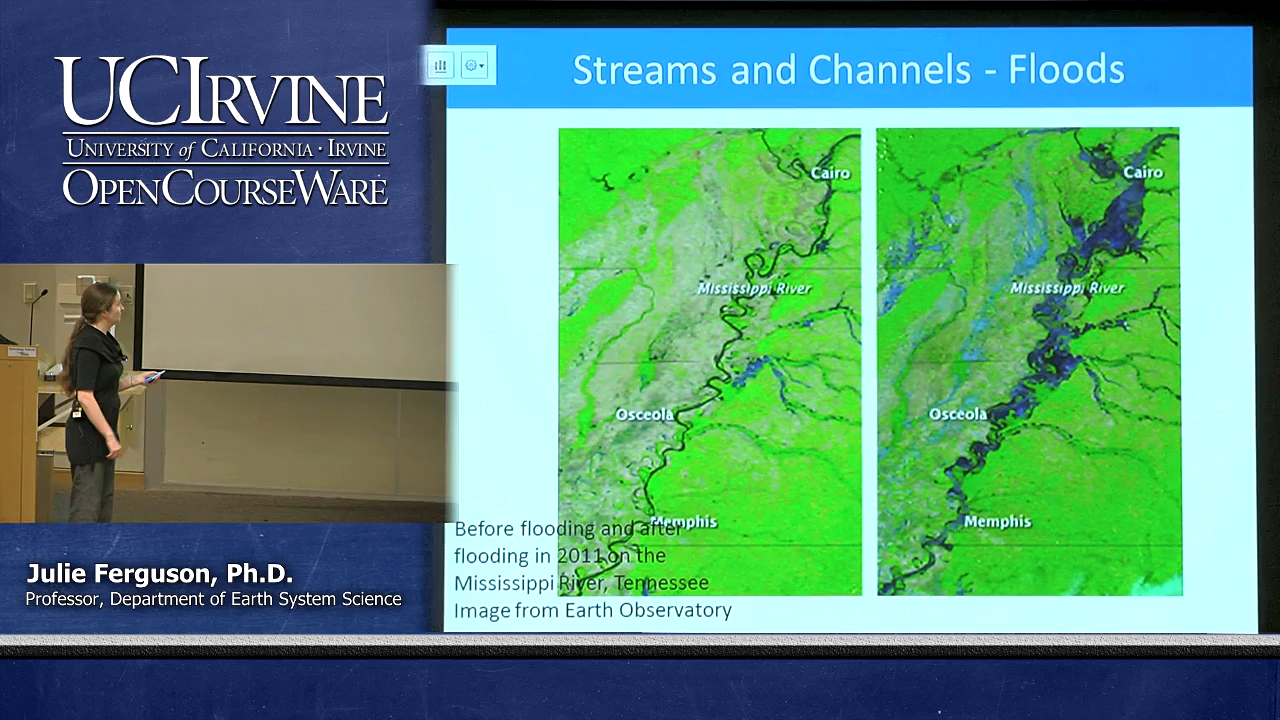 UCIRVINE
UNIVERSITY of CALIFORNIA · IRVINE
OPENCOURSEWARE
Streams and Channels - Floods
Cairo
Mississippi River
Osceola
Memphis
Cairo
Mississippi River
Osceola
Memphis
Before flooding and after
flooding in 2011 on the
Mississippi River, Tennessee
Image from Earth Observatory
Julie Ferguson, Ph.D.
Professor, Department of Earth System Science